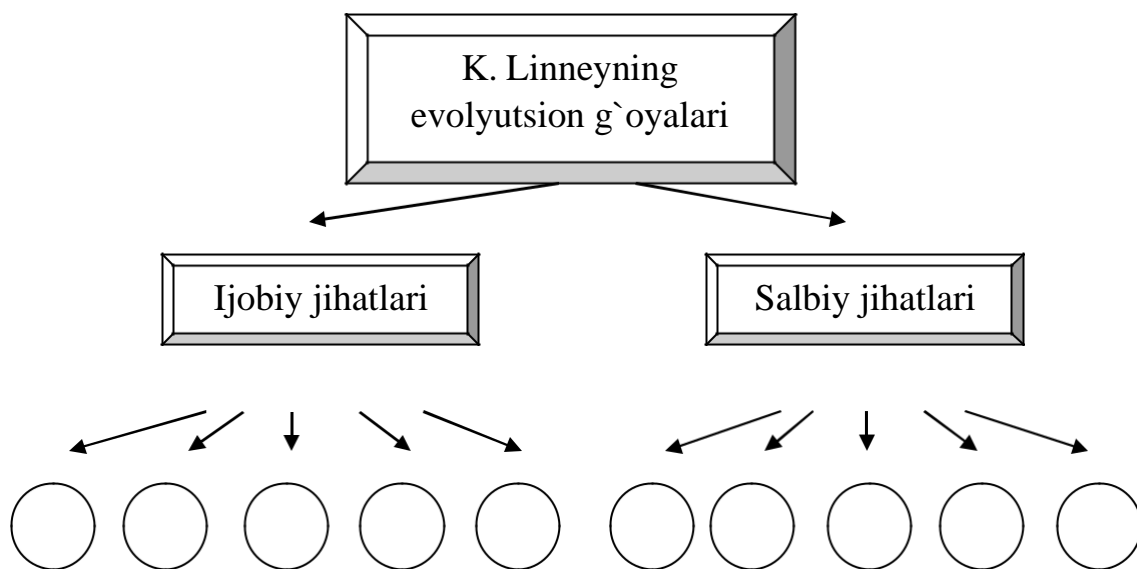 K. Linneyning
evolyutsion g`oyalari
Ijobiy jihatlari
Salbiy jihatlari